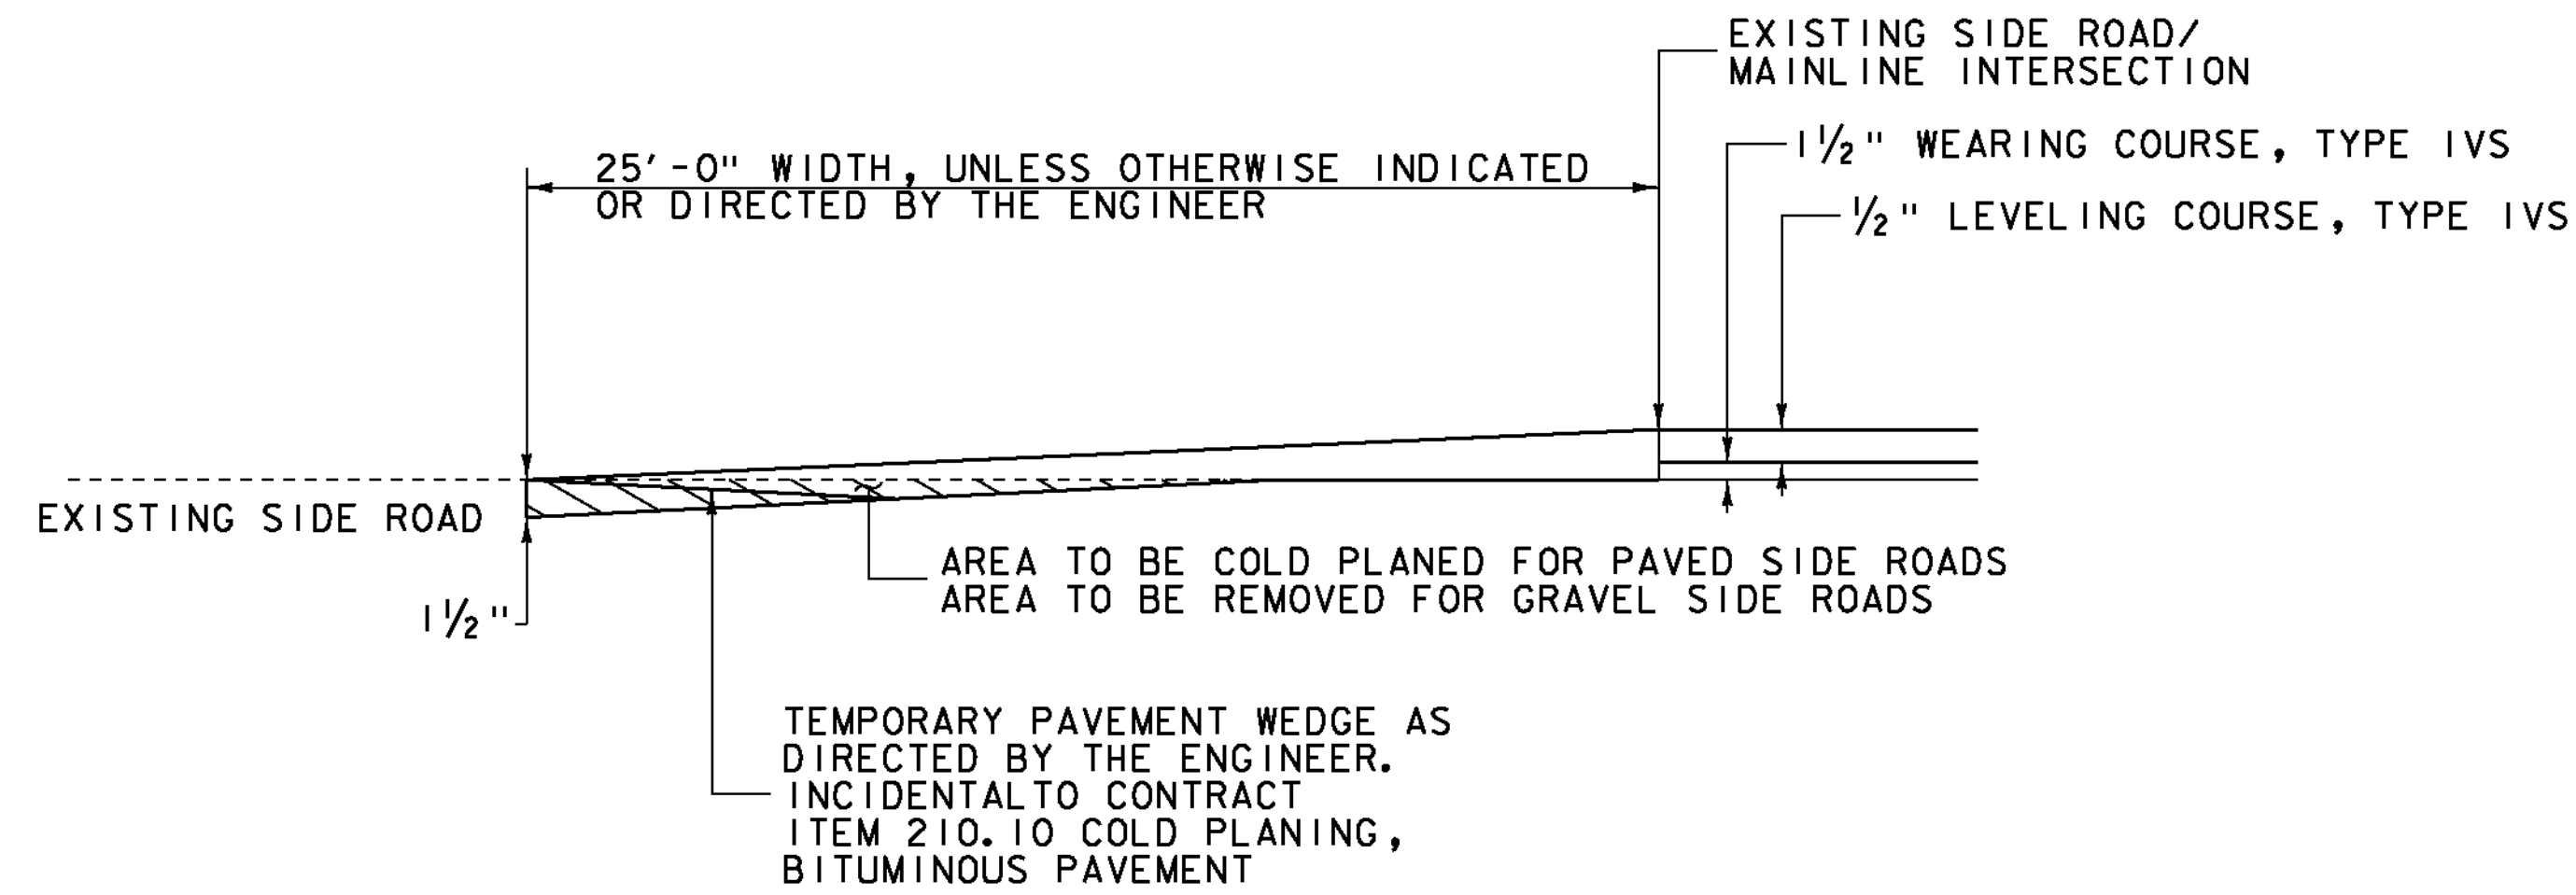 EXISTING SIDE ROAD/
MAINLINE INTERSECTION
1½" WEARING COURSE, TYPE IVS
25'-0" WIDTH, UNLESS OTHERWISE INDICATED
OR DIRECTED BY THE ENGINEER
½" LEVELING COURSE, TYPE IVS
EXISTING SIDE ROAD
AREA TO BE COLD PLANED FOR PAVED SIDE ROADS
AREA TO BE REMOVED FOR GRAVEL SIDE ROADS
1½"
TEMPORARY PAVEMENT WEDGE AS
DIRECTED BY THE ENGINEER.
INCIDENTAL TO CONTRACT
ITEM 210.10 COLD PLANING,
BITUMINOUS PAVEMENT